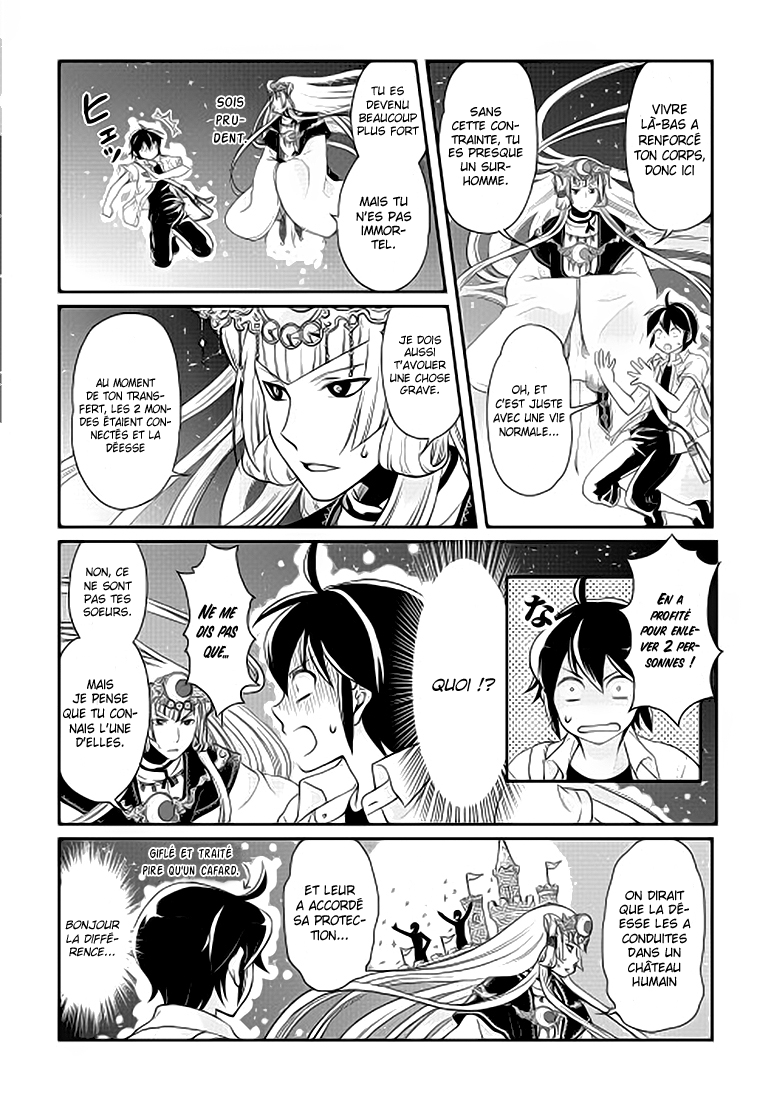 VIVRE
LÀ-BAS A
RENFORCÉ
TON CORPS,
DONC ICI
SANS
CETTE CON-
TRAINTE, TU
ES PRESQUE
UN SUR-
HOMME.
OH, ET
C'EST JUSTE
AVEC UNE VIE
NORMALE...
TU ES
DEVENU
BEAUCOUP
PLUS FORT
MAIS TU
N'ES PAS
IMMOR-
TEL.
SOIS
PRU-
DENT.
ヒェッ
JE DOIS
AUSSI
T'AVOUER
UNE CHOSE
GRAVE.
AU MOMENT
DE TON TRANS-
FERT, LES 2 MON-
DES ÉTAIENT
CONNECTÉS ET LA
DÉESSE
EN A
PROFITÉ
POUR ENLE-
VER 2 PER-
SONNES !
な
QUOI !?
NE ME
DIS PAS
QUE...
NON, CE
NE SONT
PAS TES
SOEURS.
MAIS
JE PENSE
QUE TU CON-
NAIS L'UNE
D'ELLES.
ON DIRAIT
QUE LA DÉ-
ESSE LES A
CONDUITES
DANS UN
CHÂTEAU
HUMAIN
ET LEUR
A ACCORDÉ
SA PROTEC-
TION...
GIFLÉ ET TRAITÉ
PIRE QU'UN CAFARD.
BONJOUR
LA DIFFÉ-
RENCE...